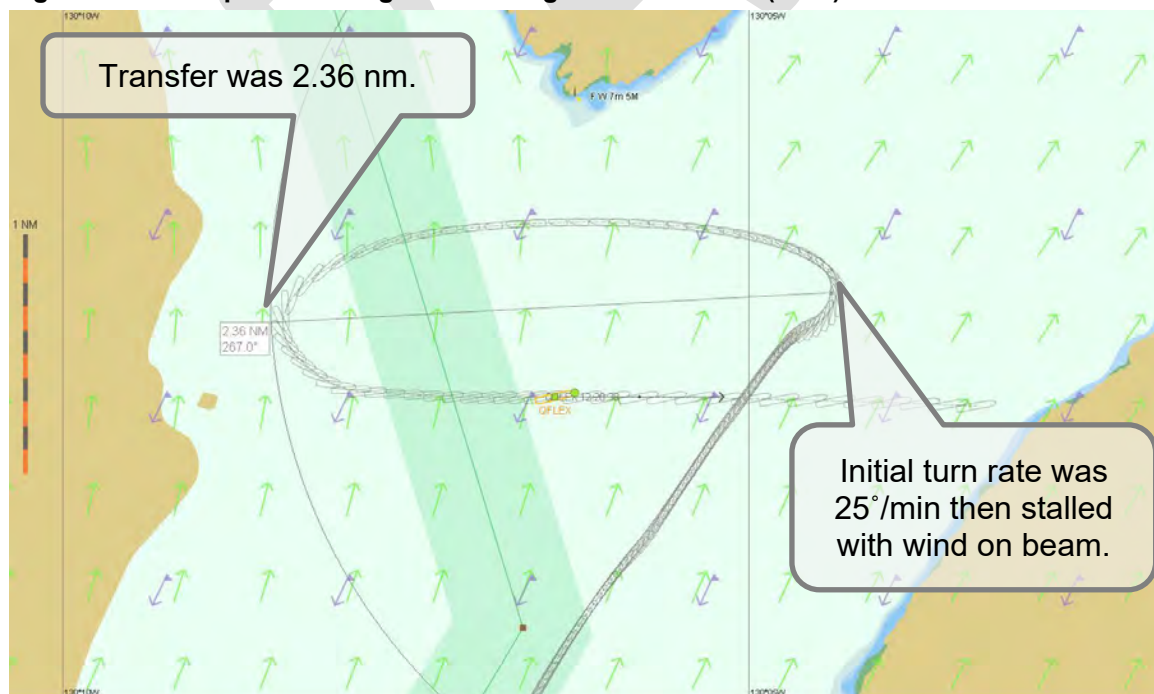 130°10W
130°05W
Transfer was 2.36 nm.
F W 7m 5M
1 NM
2.36 NM
267.0°
QFLEX
Initial turn rate was
25˚/min then stalled
with wind on beam.
130°10W
130°05W